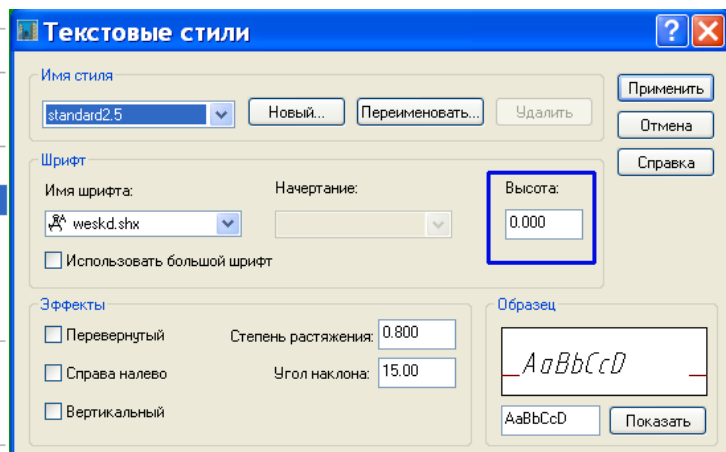 Текстовые стили
Имя стиля
standard2.5
Новый...
Переименовать...
Удалить
Применить
Отмена
Справка
Шрифт
Имя шрифта:
Начертание:
Высота:
weskd.shx
0.000
Использовать большой шрифт
Эффекты
Перевернутый
Степень растяжения: 0.800
Справа налево
Угол наклона: 15.00
Вертикальный
Образец
AaBbCcD
AaBbCcD
Показать